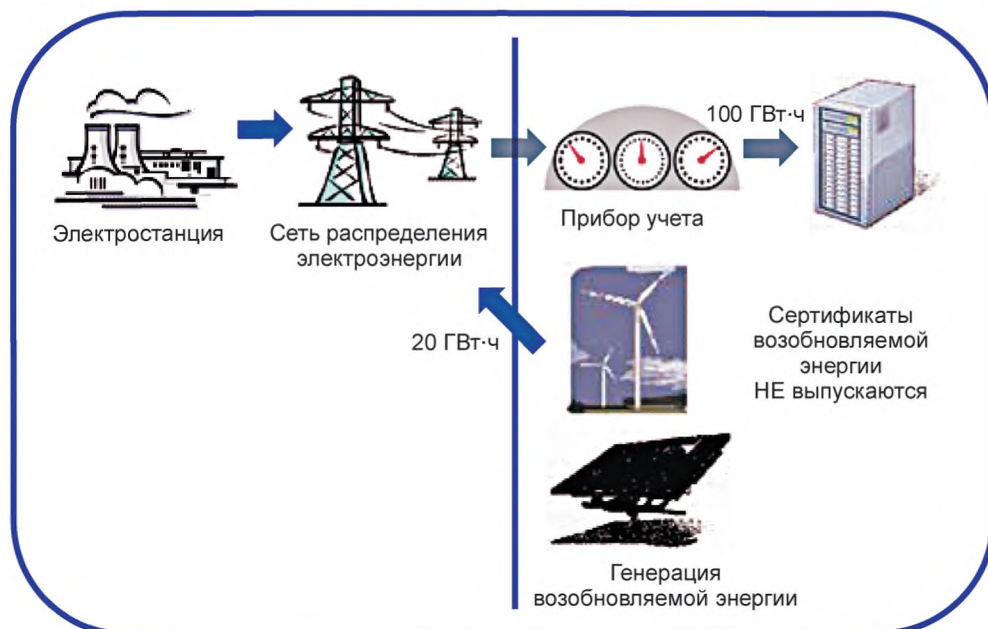 100 ГВт·ч
Электростанция
Сеть распределения
электроэнергии
Прибор учета
20 ГВт·ч
Сертификаты
возобновляемой
энергии
НЕ выпускаются
Генерация
возобновляемой энергии